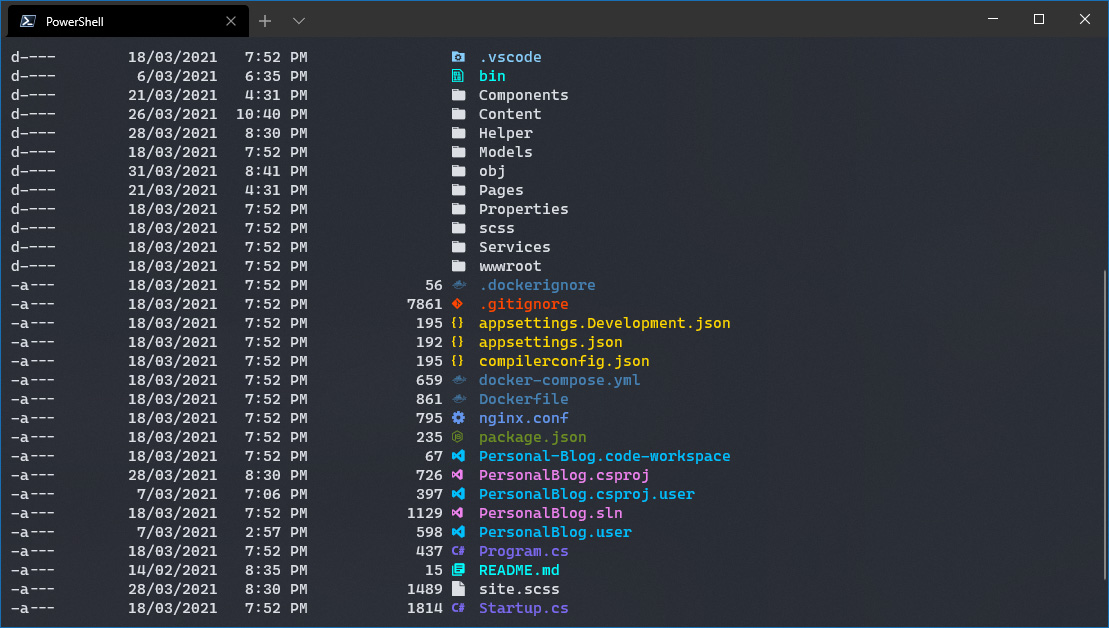 PowerShell
d---- 18/03/2021 7:52 PM .vscode
d---- 6/03/2021 6:35 PM bin
d---- 21/03/2021 4:31 PM Components
d---- 26/03/2021 10:40 PM Content
d---- 28/03/2021 8:30 PM Helper
d---- 18/03/2021 7:52 PM Models
d---- 31/03/2021 8:41 PM obj
d---- 21/03/2021 4:31 PM Pages
d---- 18/03/2021 7:52 PM Properties
d---- 18/03/2021 7:52 PM scss
d---- 18/03/2021 7:52 PM Services
d---- 18/03/2021 7:52 PM wwwroot
-a--- 18/03/2021 7:52 PM 56 .dockerignore
-a--- 18/03/2021 7:52 PM 7861 .gitignore
-a--- 18/03/2021 7:52 PM 195 {} appsettings.Development.json
-a--- 18/03/2021 7:52 PM 192 {} appsettings.json
-a--- 18/03/2021 7:52 PM 195 {} compilerconfig.json
-a--- 18/03/2021 7:52 PM 659 docker-compose.yml
-a--- 18/03/2021 7:52 PM 861 Dockerfile
-a--- 18/03/2021 7:52 PM 795 nginx.conf
-a--- 18/03/2021 7:52 PM 235 package.json
-a--- 18/03/2021 7:52 PM 67 Personal-Blog.code-workspace
-a--- 28/03/2021 8:30 PM 726 PersonalBlog.csproj
-a--- 7/03/2021 7:06 PM 397 PersonalBlog.csproj.user
-a--- 18/03/2021 7:52 PM 1129 PersonalBlog.sln
-a--- 7/03/2021 2:57 PM 598 PersonalBlog.user
-a--- 18/03/2021 7:52 PM 437 C# Program.cs
-a--- 14/02/2021 8:35 PM 15 README.md
-a--- 28/03/2021 8:30 PM 1489 site.scss
-a--- 18/03/2021 7:52 PM 1814 C# Startup.cs